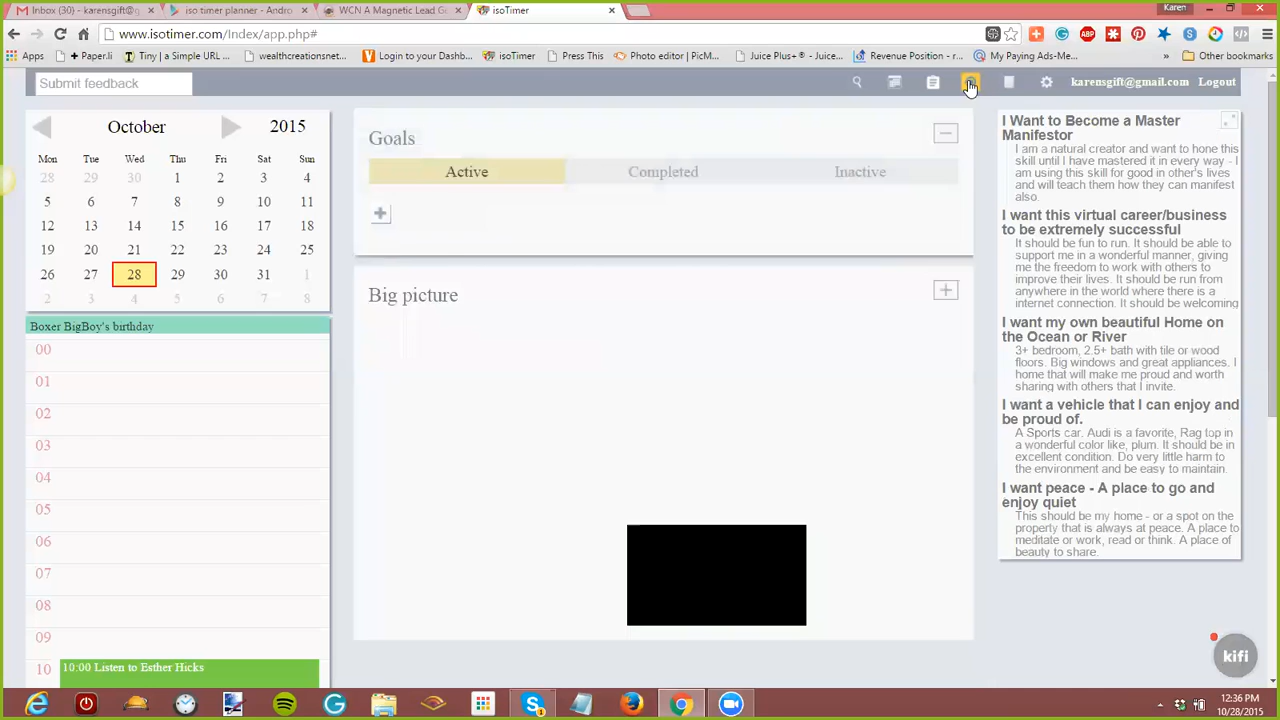 Inbox (30) - karensgift@g
iso timer planner - Andro
WCN A Magnetic Lead G
isoTimer
Karen
www.isotimer.com/Index/app.php#
Apps
+ Paper.li
Tiny | a Simple URL ...
wealthcreationsnet...
Login to your Dashb...
isoTimer
Press This
Photo editor | PicM...
Juice Plus+ - Juice...
Revenue Position - r...
My Paying Ads-Me...
Other bookmarks
Submit feedback
karensgift@gmail.com Logout
October 2015
Mon Tue Wed Thu Fri Sat Sun
28 29 30 1 2 3 4
5 6 7 8 9 10 11
12 13 14 15 16 17 18
19 20 21 22 23 24 25
26 27 28 29 30 31 1
2 3 4 5 6 7 8
Boxer BigBoy's birthday
00
01
02
03
04
05
06
07
08
09
10 10:00 Listen to Esther Hicks
Goals
Active Completed Inactive
Big picture
I Want to Become a Master
Manifestor
I am a natural creator and want to hone this
skill until I have mastered it in every way - I
am using this skill for good in other's lives
and will teach them how they can manifest
also.
I want this virtual career/business
to be extremely successful
It should be fun to run. It should be able to
support me in a wonderful manner, giving
me the freedom to work with others to
improve their lives. It should be run from
anywhere in the world where there is a
internet connection. It should be welcoming
I want my own beautiful Home on
the Ocean or River
3+ bedroom, 2.5+ bath with tile or wood
floors. Big windows and great appliances. I
home that will make me proud and worth
sharing with others that I invite.
I want a vehicle that I can enjoy and
be proud of.
A Sports car. Audi is a favorite, Rag top in
a wonderful color like, plum. It should be in
excellent condition. Do very little harm to
the environment and be easy to maintain.
I want peace - A place to go and
enjoy quiet
This should be my home - or a spot on the
property that is always at peace. A place to
meditate or work, read or think. A place of
beauty to share.
kifi
12:36 PM
10/28/2015